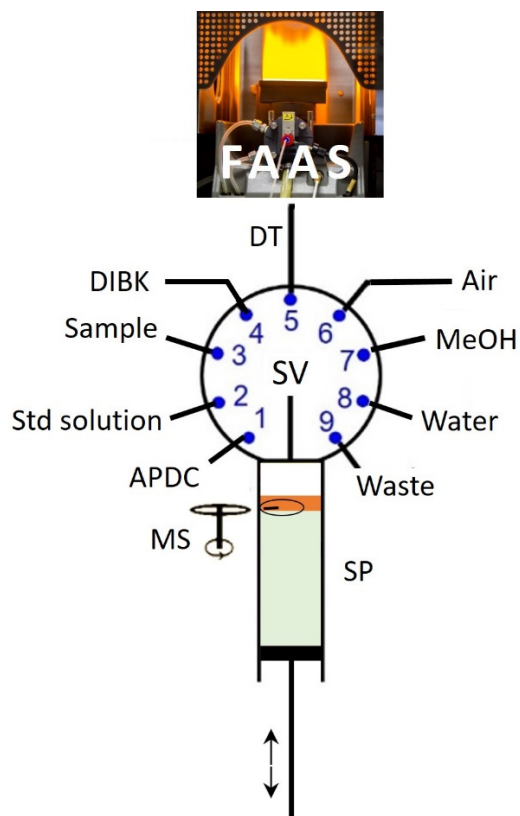 FAAS
DT
DIBK
Air
Sample
MeOH
Std solution
Water
APDC
Waste
4
5
6
3
7
SV
2
8
1
9
MS
SP